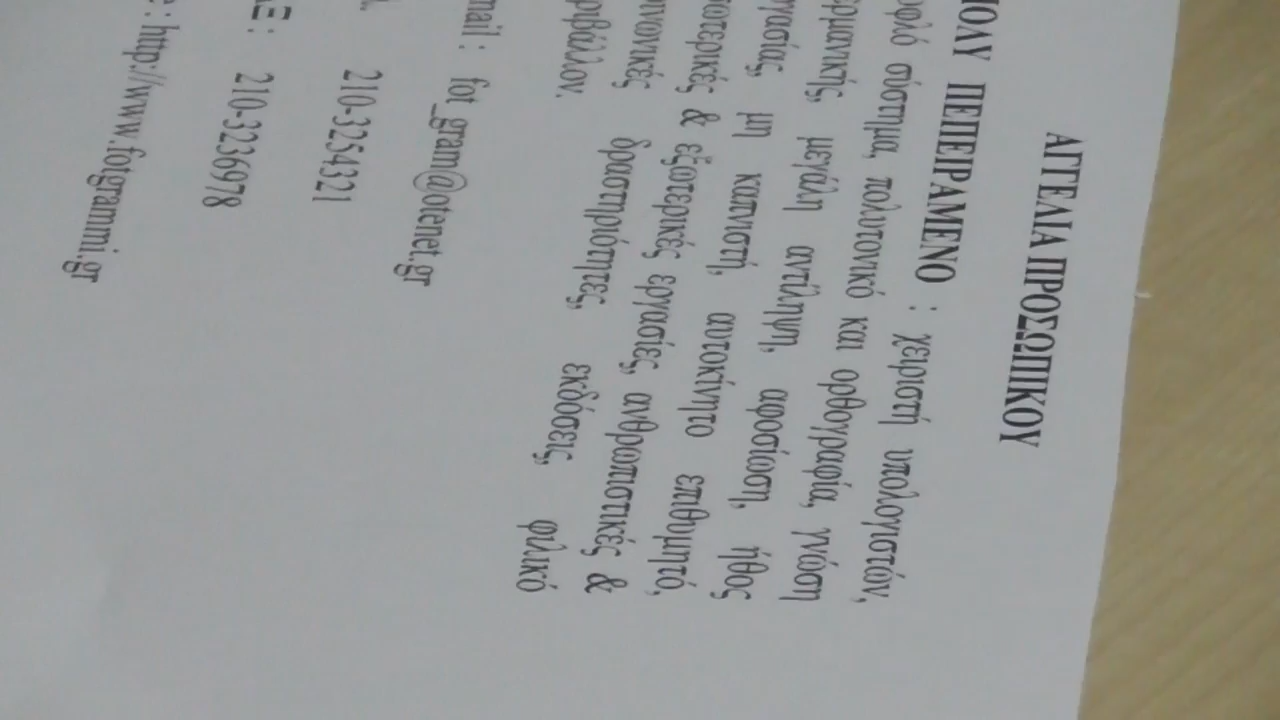 ΑΓΓΕΛΙΑ ΠΡΟΣΩΠΙΚΟΥ
ΠΟΛΥ ΠΕΠΕΙΡΑΜΕΝΟ : χειριστή υπολογιστών,
σύστημα, πολυτονικό και ορθογραφία, γνώση
μεγάλη αντίληψη, αφοσίωση, ήθος
μη καπνιστή, αυτοκίνητο επιθυμητό,
& εξωτερικές εργασίες, ανθρωπιστικές &
δραστηριότητες, εκδόσεις, φιλικό
mail : fot_gram@otenet.gr
210-3254321
210-3236978
: http://www.fotgrammi.gr